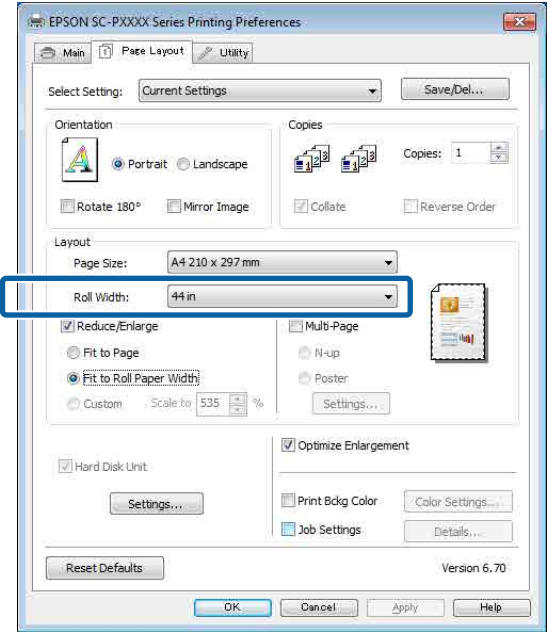 EPSON SC-PXXXX Series Printing Preferences
Main
Page Layout
Utility
Select Setting: Current Settings Save/Del...
Orientation
Portrait Landscape
Rotate 180° Mirror Image
Copies
Copies: 1
Collate Reverse Order
Layout
Page Size: A4 210 x 297 mm
Roll Width: 44 in
Reduce/Enlarge Multi-Page
Fit to Page N-up
Fit to Roll Paper Width Poster
Custom Scale to 535 % Settings...
Optimize Enlargement
Hard Disk Unit
Settings... Print Bckg Color Color Settings...
Job Settings Details...
Reset Defaults Version 6.70
OK Cancel Apply Help